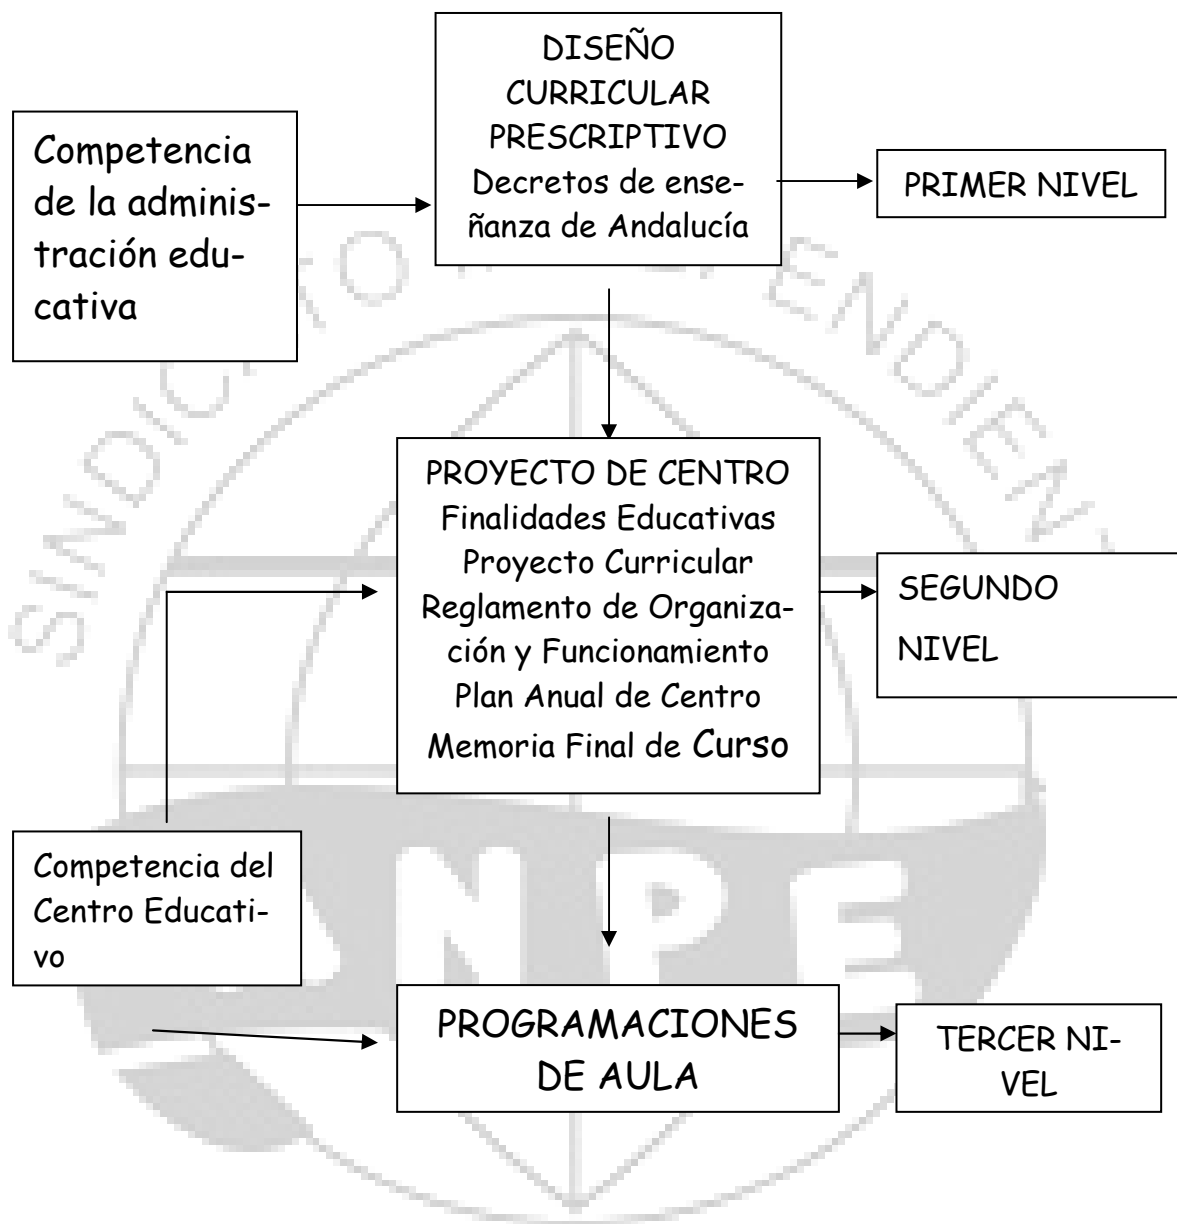 DISEÑO
CURRICULAR
PRESCRIPTIVO
Decretos de ense-
ñanza de Andalucía
Competencia
de la adminis-
tración edu-
cativa
PRIMER NIVEL
PROYECTO DE CENTRO
Finalidades Educativas
Proyecto Curricular
Reglamento de Organiza-
ción y Funcionamiento
Plan Anual de Centro
Memoria Final de Curso
SEGUNDO
NIVEL
Competencia del
Centro Educati-
vo
PROGRAMACIONES
DE AULA
TERCER NI-
VEL